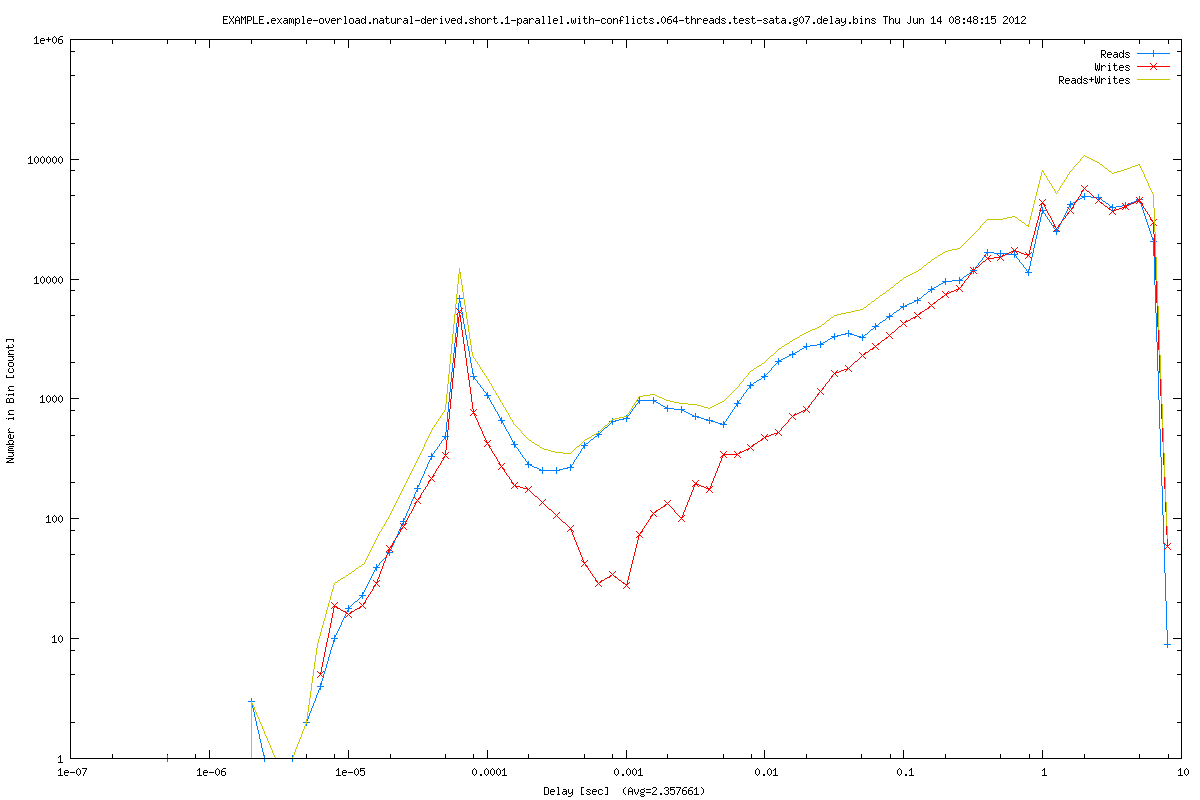 EXAMPLE.example-overload.natural-derived.short.1-parallel.with-conflicts.064-threads.test-sata.g07.delay.bins Thu Jun 14 08:48:15 2012
1e+06
Reads
Writes
Reads+Writes
100000
10000
1000
100
10
1
Number in Bin [count]
1e-07 1e-06 1e-05 0.0001 0.001 0.01 0.1 1 10
Delay [sec] (Avg=2.357661)